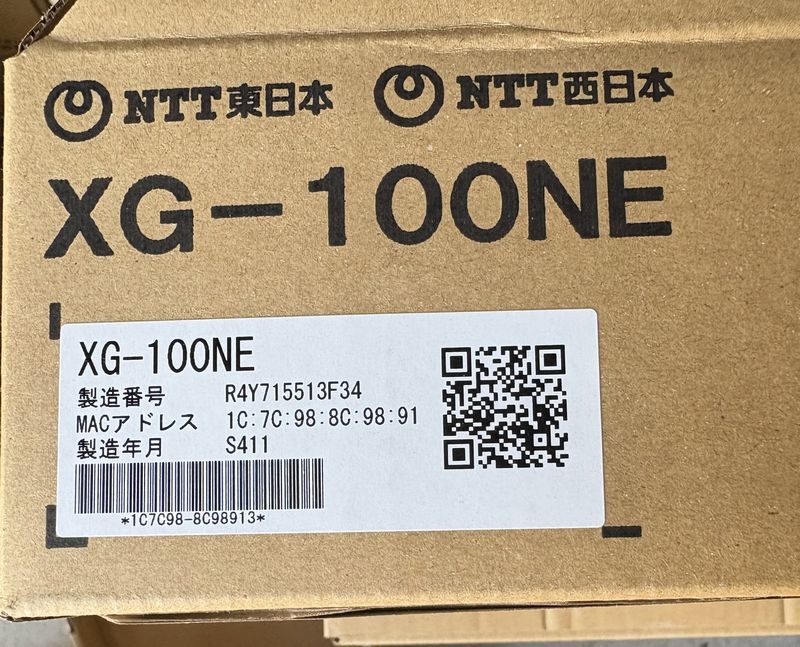 NTT東日本 NTT西日本
XG-100NE
XG-100NE
製造番号 R4Y715513F34
MACアドレス 1C:7C:98:8C:98:91
製造年月 S411
*1C7C98-8C98913*